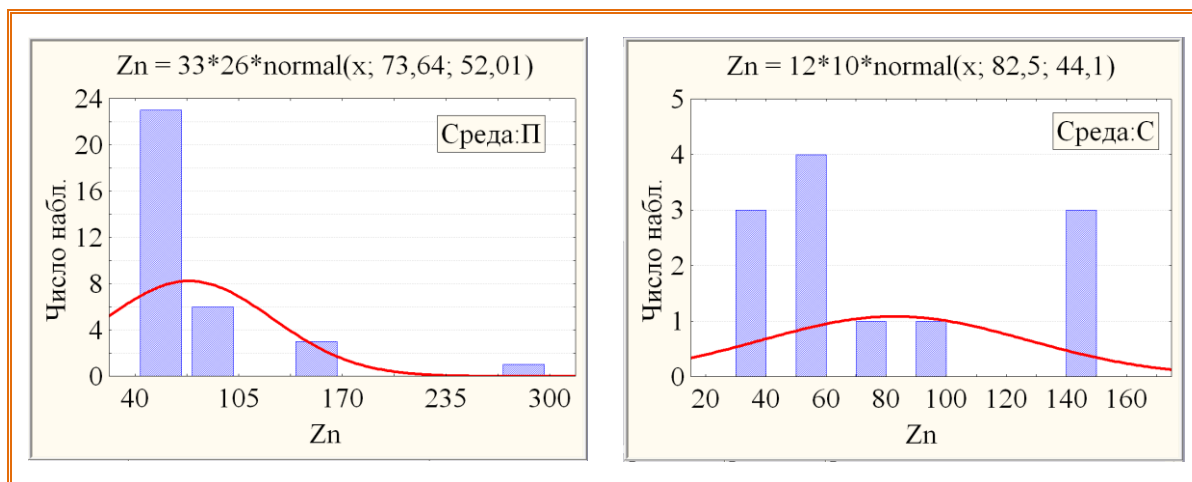 Zn = 33*26*normal(x; 73,64; 52,01)
24
20
16
12
8
4
0
Число набл.
Среда:П
40 105 170 235 300
Zn
Zn = 12*10*normal(x; 82,5; 44,1)
5
4
3
2
1
0
Число набл.
Среда:С
20 40 60 80 100 120 140 160
Zn